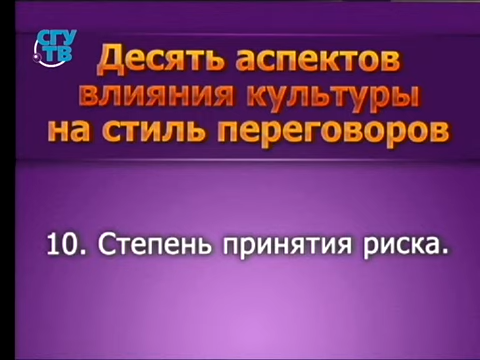 СГУ
ТВ
Десять аспектов
влияния культуры
на стиль переговоров
10. Степень принятия риска.